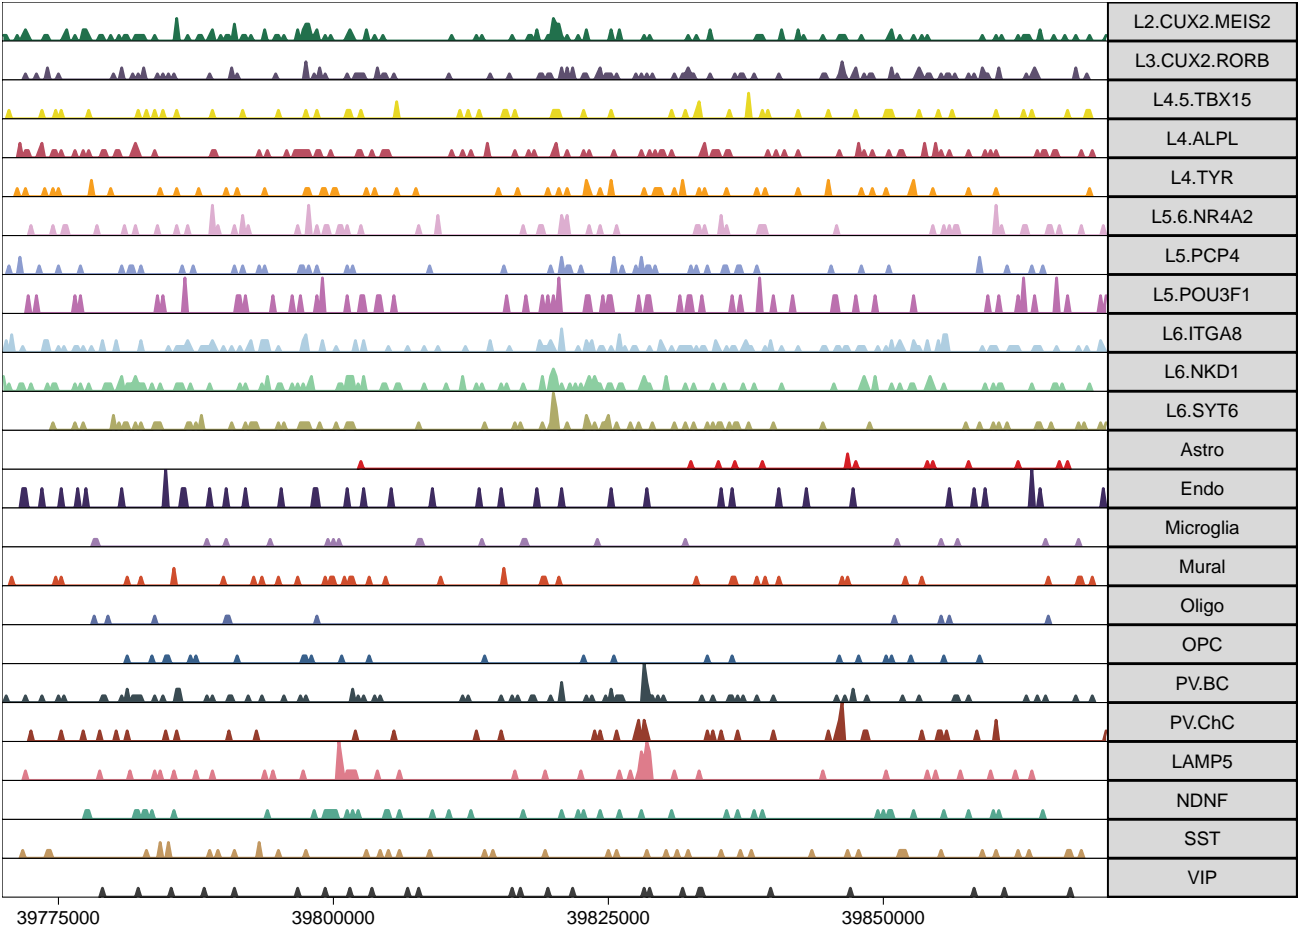 L2.CUX2.MEIS2
L3.CUX2.RORB
L4.5.TBX15
L4.ALPL
L4.TYR
L5.6.NR4A2
L5.PCP4
L5.POU3F1
L6.ITGA8
L6.NKD1
L6.SYT6
Astro
Endo
Microglia
Mural
Oligo
OPC
PV.BC
PV.ChC
LAMP5
NDNF
SST
VIP
39775000 39800000 39825000 39850000